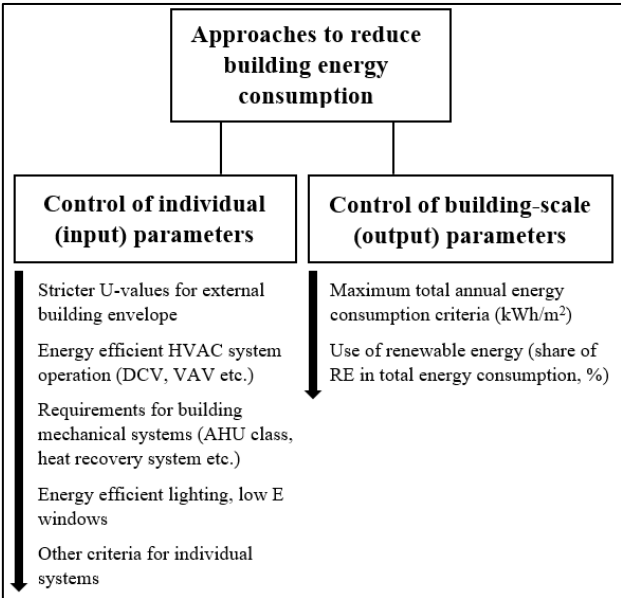 Approaches to reduce
building energy
consumption
Control of individual
(input) parameters
Stricter U-values for external
building envelope
Energy efficient HVAC system
operation (DCV, VAV etc.)
Requirements for building
mechanical systems (AHU class,
heat recovery system etc.)
Energy efficient lighting, low E
windows
Other criteria for individual
systems
Control of building-scale
(output) parameters
Maximum total annual energy
consumption criteria (kWh/m²)
Use of renewable energy (share of
RE in total energy consumption, %)